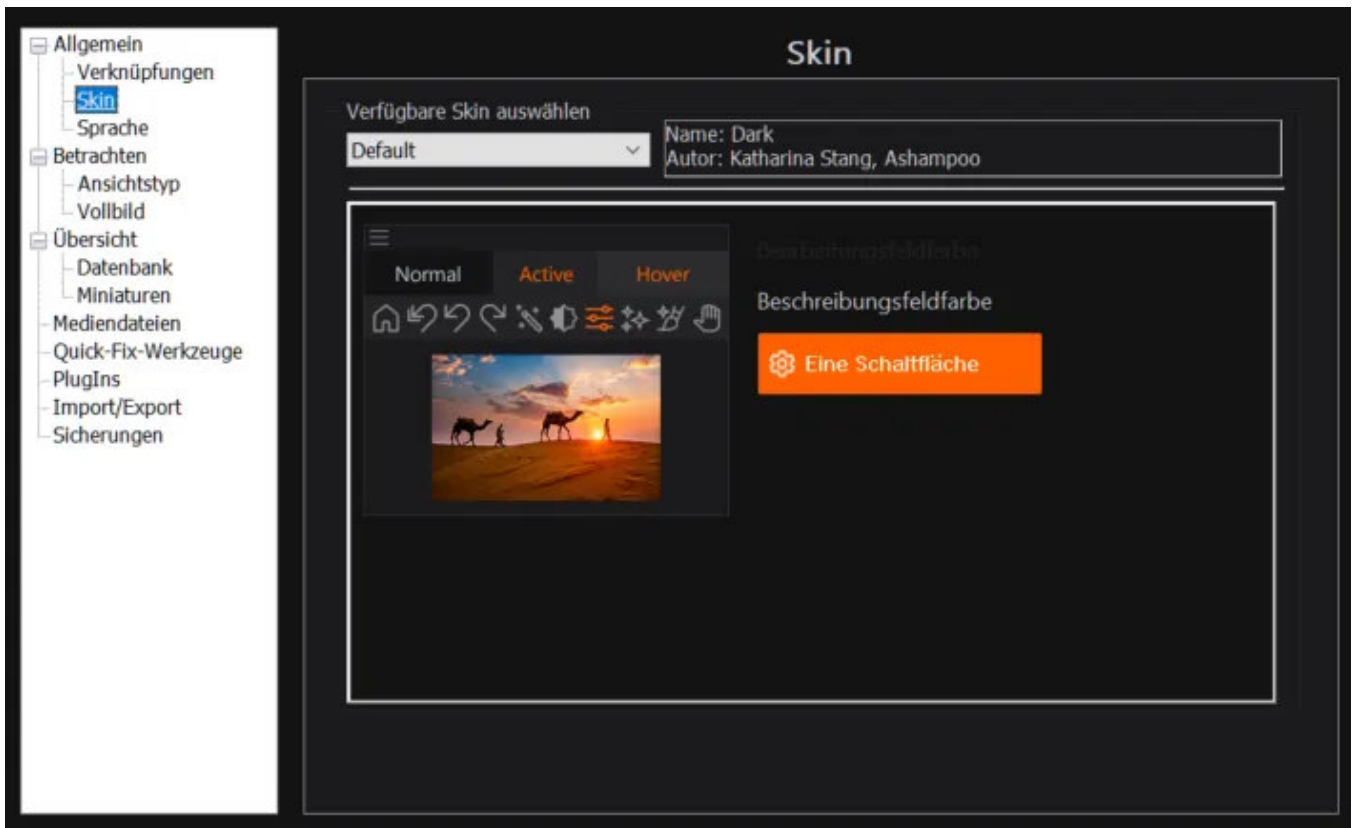 Allgemein
Verknüpfungen
Skin
Sprache
Betrachten
Ansichtstyp
Vollbild
Übersicht
Datenbank
Miniaturen
Mediendateien
Quick-Fix-Werkzeuge
PlugIns
Import/Export
Sicherungen
Skin
Verfügbare Skin auswählen
Default
Name: Dark
Autor: Katharina Stang, Ashampoo
Normal Active Hover
Bearbeitungsfeldfarbe
Beschreibungsfeldfarbe
Eine Schaltfläche